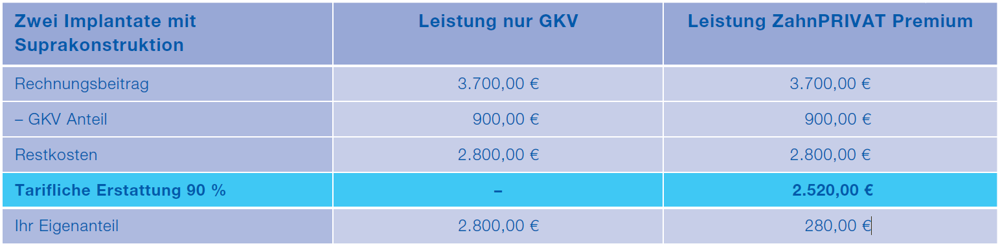 Zwei Implantate mit
Suprakonstruktion
Leistung nur GKV
Leistung ZahnPRIVAT Premium
Rechnungsbeitrag 3.700,00 € 3.700,00 €
– GKV Anteil 900,00 € 900,00 €
Restkosten 2.800,00 € 2.800,00 €
Tarifliche Erstattung 90 % – 2.520,00 €
Ihr Eigenanteil 2.800,00 € 280,00 €